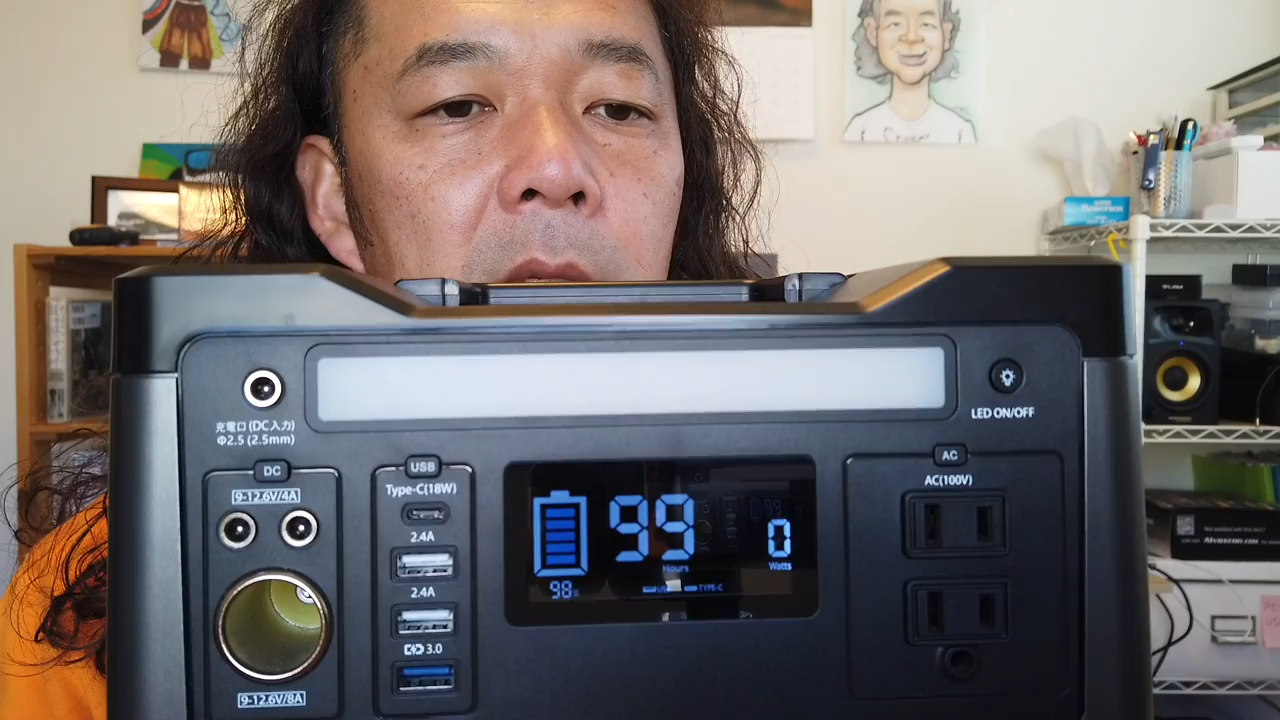 充電口(DC入力)
Φ2.5 (2.5mm)
LED ON/OFF
DC
9-12.6V/4A
9-12.6V/8A
USB
Type-C(18W)
2.4A
2.4A
3.0
99
Hours
0
Watts
98%
TYPE-C
AC
AC(100V)